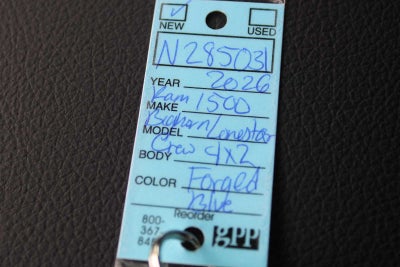 ✓
NEW USED
N285031
YEAR 2026
MAKE Ram 1500
MODEL Bighorn/Lonestar
BODY Crew 4x2
COLOR Forged
Blue
Reorder
800-
367-
gpp